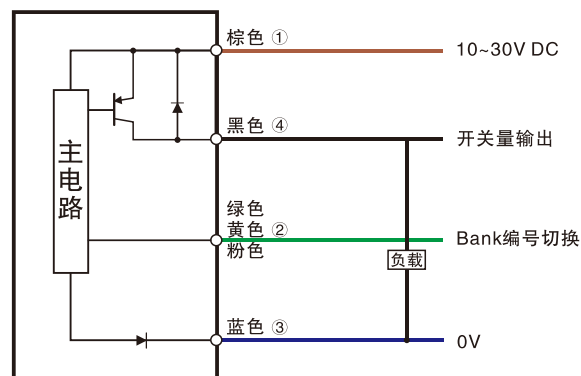 棕色 ①
10~30V DC
黑色 ④
开关量输出
主电路
绿色
黄色 ②
粉色
Bank编号切换
负载
蓝色 ③
0V